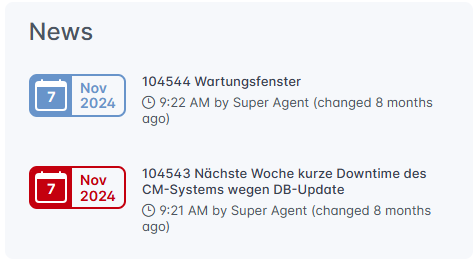 News
7
Nov
2024
104544 Wartungsfenster
9:22 AM by Super Agent (changed 8 months
ago)
7
Nov
2024
104543 Nächste Woche kurze Downtime des
CM-Systems wegen DB-Update
9:21 AM by Super Agent (changed 8 months
ago)